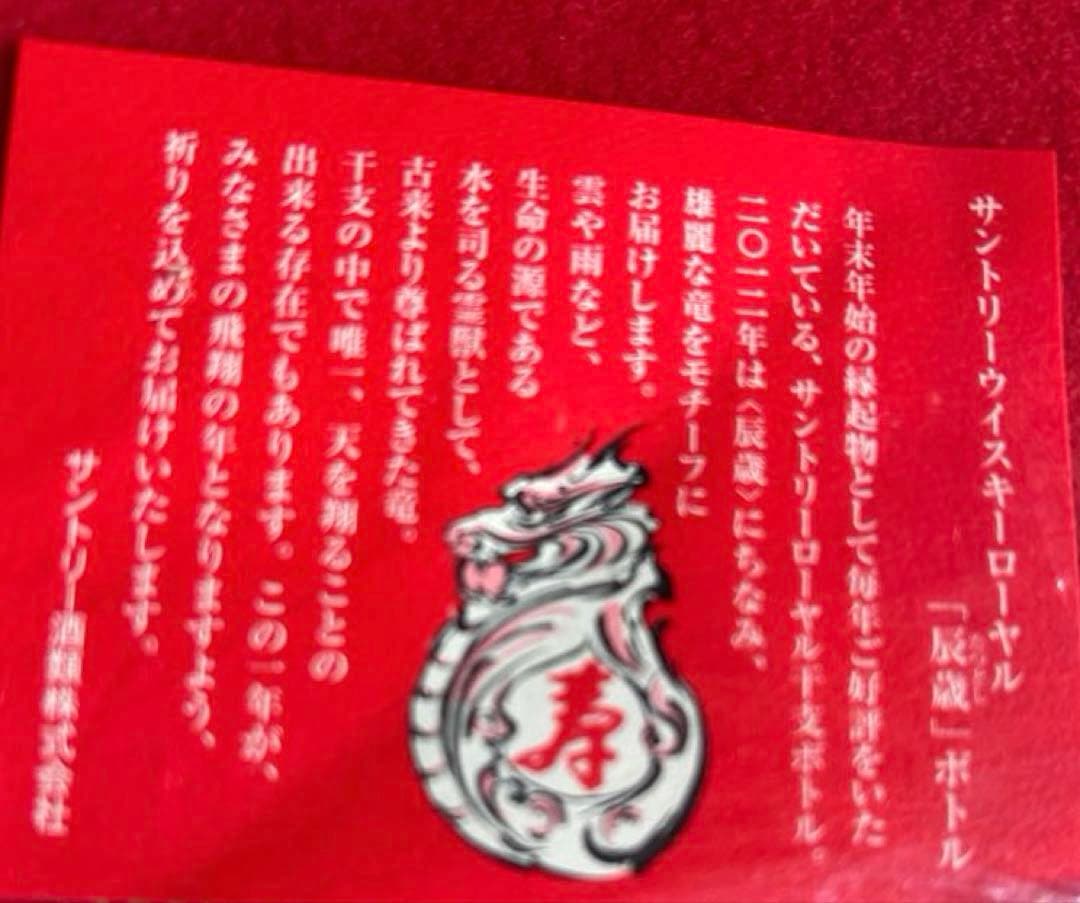 サントリーウイスキーローヤル
「辰歳」ボトル
年末年始の縁起物として毎年ご好評をいた
だいている、サントリーローヤル干支ボトル。
二〇一二年は〈辰歳〉にちなみ、
雄麗な竜をモチーフに
お届けします。
雲や雨など、
生命の源である
水を司る霊獣として、
古来より尊ばれてきた竜。
干支の中で唯一、天を翔ることの
出来る存在でもあります。この一年が、
みなさまの飛翔の年となりますよう、
祈りを込めてお届けいたします。
サントリー酒類株式会社
寿